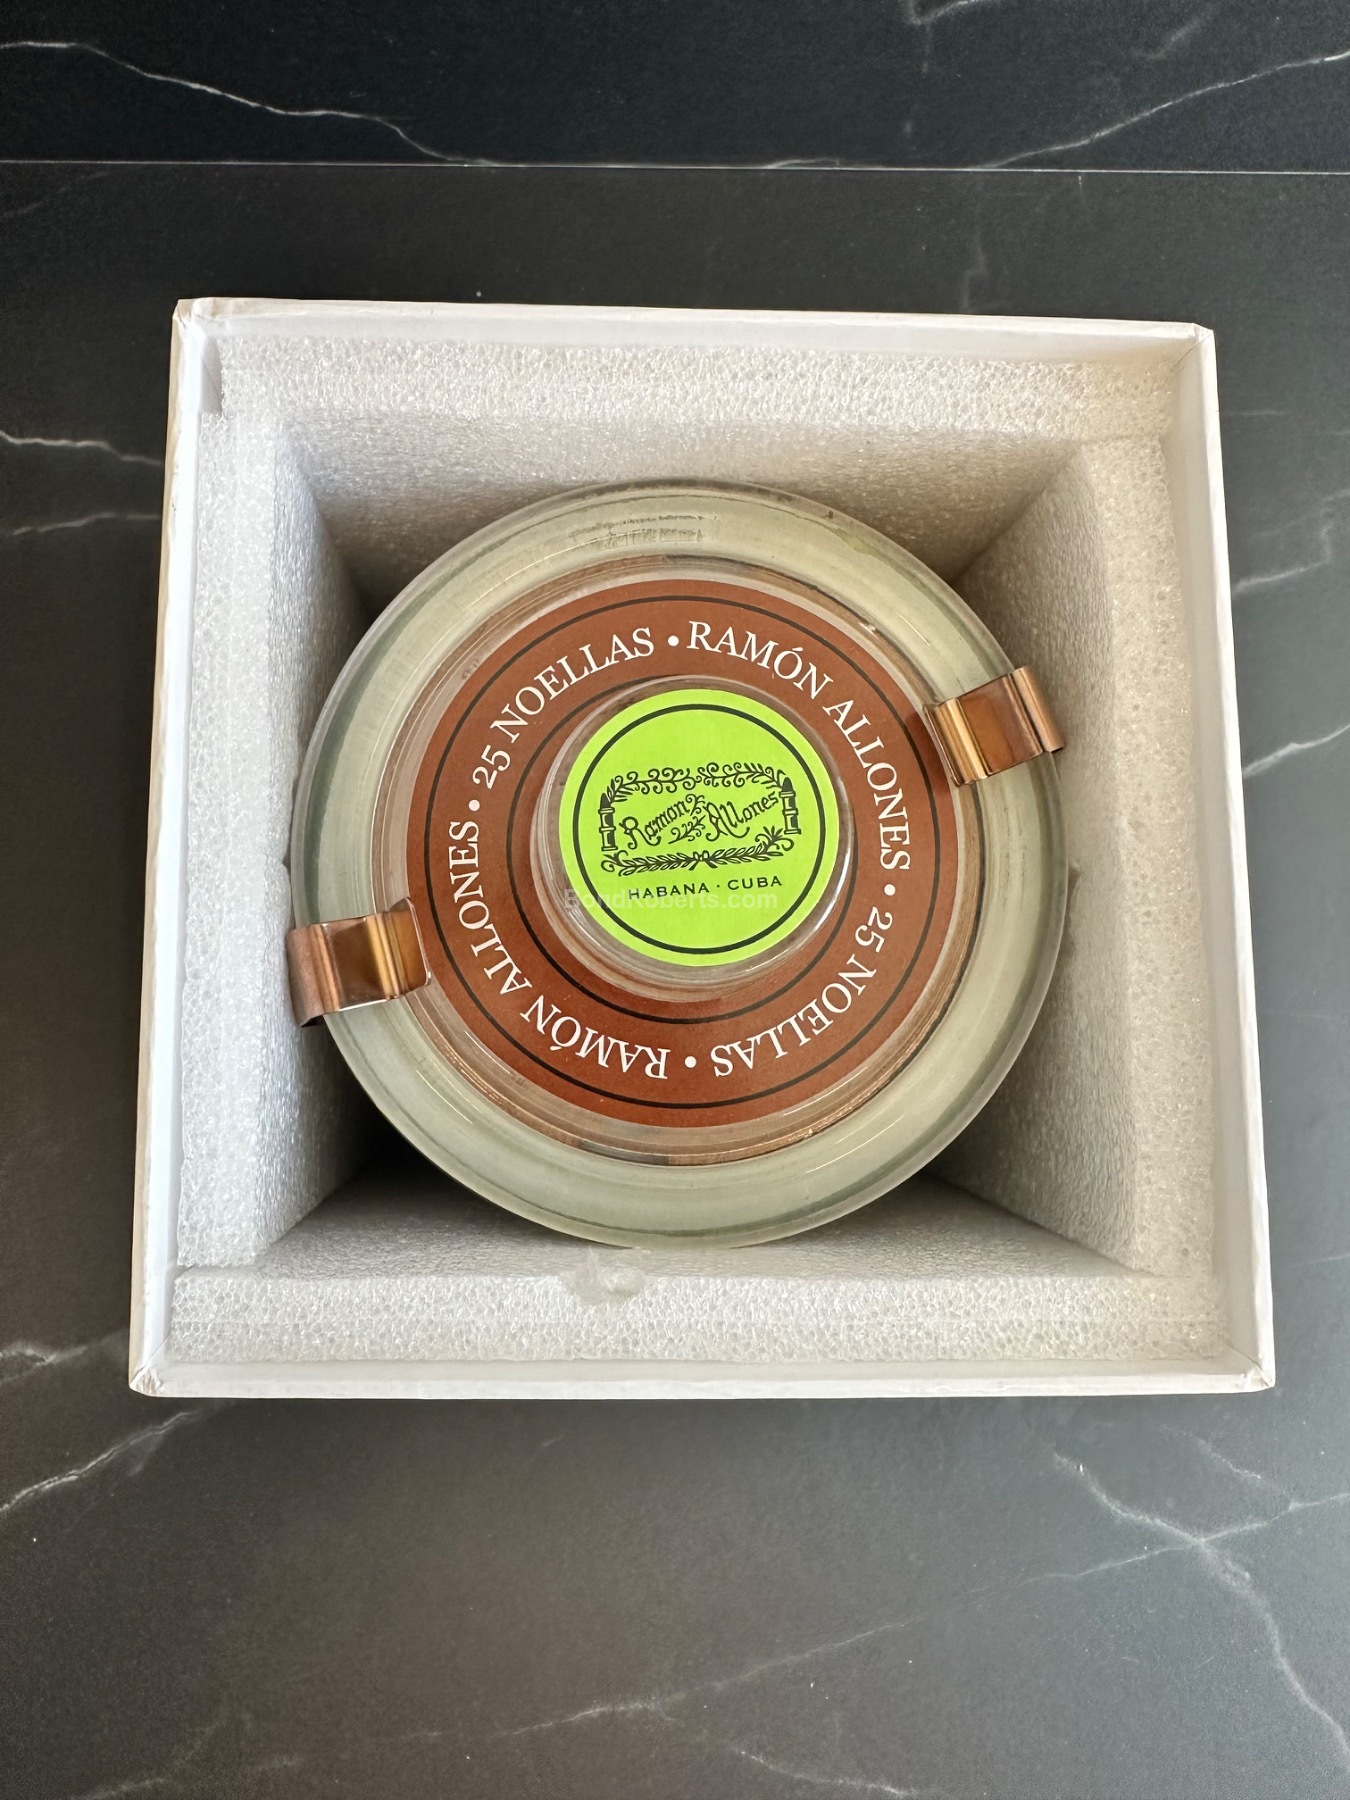 RAMÓN ALLONES • 25 NOELLAS • RAMÓN ALLONES • 25 NOELLAS •
Ramon Allones
HABANA · CUBA
BondRoberts.com